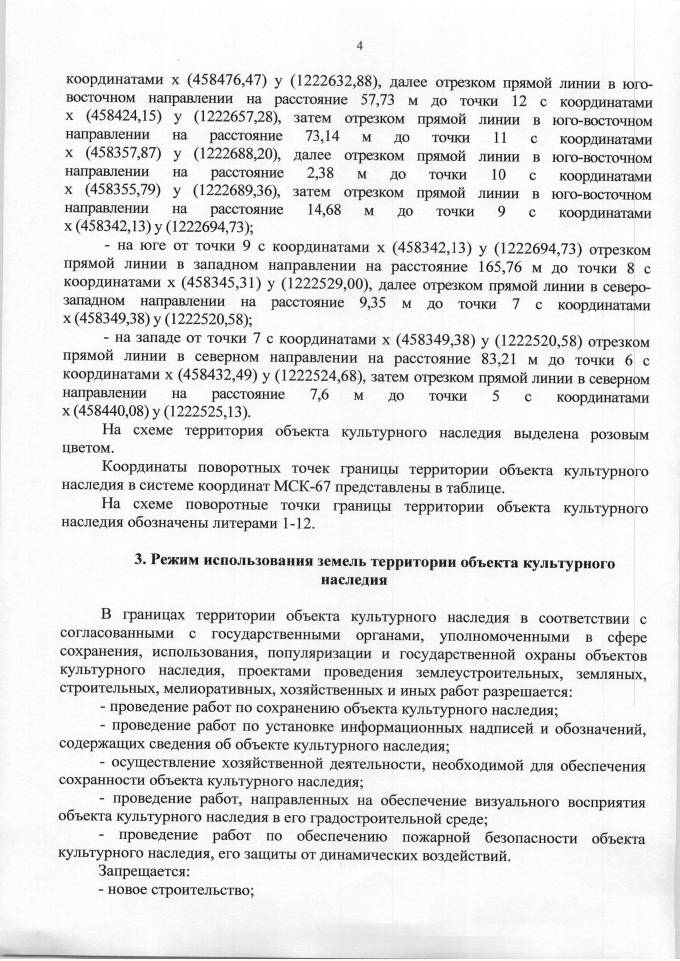 4
координатами х (458476,47) у (1222632,88), далее отрезком прямой линии в юго-
восточном направлении на расстояние 57,73 м до точки 12 с координатами
х (458424,15) у (1222657,28), затем отрезком прямой линии в юго-восточном
направлении на расстояние 73,14 м до точки 11 с координатами
х (458357,87) у (1222688,20), далее отрезком прямой линии в юго-восточном
направлении на расстояние 2,38 м до точки 10 с координатами
х (458355,79) у (1222689,36), затем отрезком прямой линии в юго-восточном
направлении на расстояние 14,68 м до точки 9 с координатами
х (458342,13) у (1222694,73);
- на юге от точки 9 с координатами х (458342,13) у (1222694,73) отрезком
прямой линии в западном направлении на расстояние 165,76 м до точки 8 с
координатами х (458345,31) у (1222529,00), далее отрезком прямой линии в северо-
западном направлении на расстояние 9,35 м до точки 7 с координатами
х (458349,38) у (1222520,58);
- на западе от точки 7 с координатами х (458349,38) у (1222520,58) отрезком
прямой линии в северном направлении на расстояние 83,21 м до точки 6 с
координатами х (458432,49) у (1222524,68), затем отрезком прямой линии в северном
направлении на расстояние 7,6 м до точки 5 с координатами
х (458440,08) у (1222525,13).
На схеме территория объекта культурного наследия выделена розовым
цветом.
Координаты поворотных точек границы территории объекта культурного
наследия в системе координат МСК-67 представлены в таблице.
На схеме поворотные точки границы территории объекта культурного
наследия обозначены литерами 1-12.
3. Режим использования земель территории объекта культурного
наследия
В границах территории объекта культурного наследия в соответствии с
согласованными с государственными органами, уполномоченными в сфере
сохранения, использования, популяризации и государственной охраны объектов
культурного наследия, проектами проведения землеустроительных, земляных,
строительных, мелиоративных, хозяйственных и иных работ разрешается:
- проведение работ по сохранению объекта культурного наследия;
- проведение работ по установке информационных надписей и обозначений,
содержащих сведения об объекте культурного наследия;
- осуществление хозяйственной деятельности, необходимой для обеспечения
сохранности объекта культурного наследия;
- проведение работ, направленных на обеспечение визуального восприятия
объекта культурного наследия в его градостроительной среде;
- проведение работ по обеспечению пожарной безопасности объекта
культурного наследия, его защиты от динамических воздействий.
Запрещается:
- новое строительство;